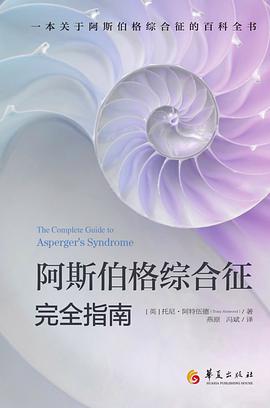 一本关于阿斯伯格综合征的百科全书
The Complete Guide to
Asperger's Syndrome
阿斯伯格综合征
完全指南
［英］托尼·阿特伍德（Tony Attwood）著
燕原 冯斌 译
华夏出版社
HUAXIA PUBLISHING HOUSE